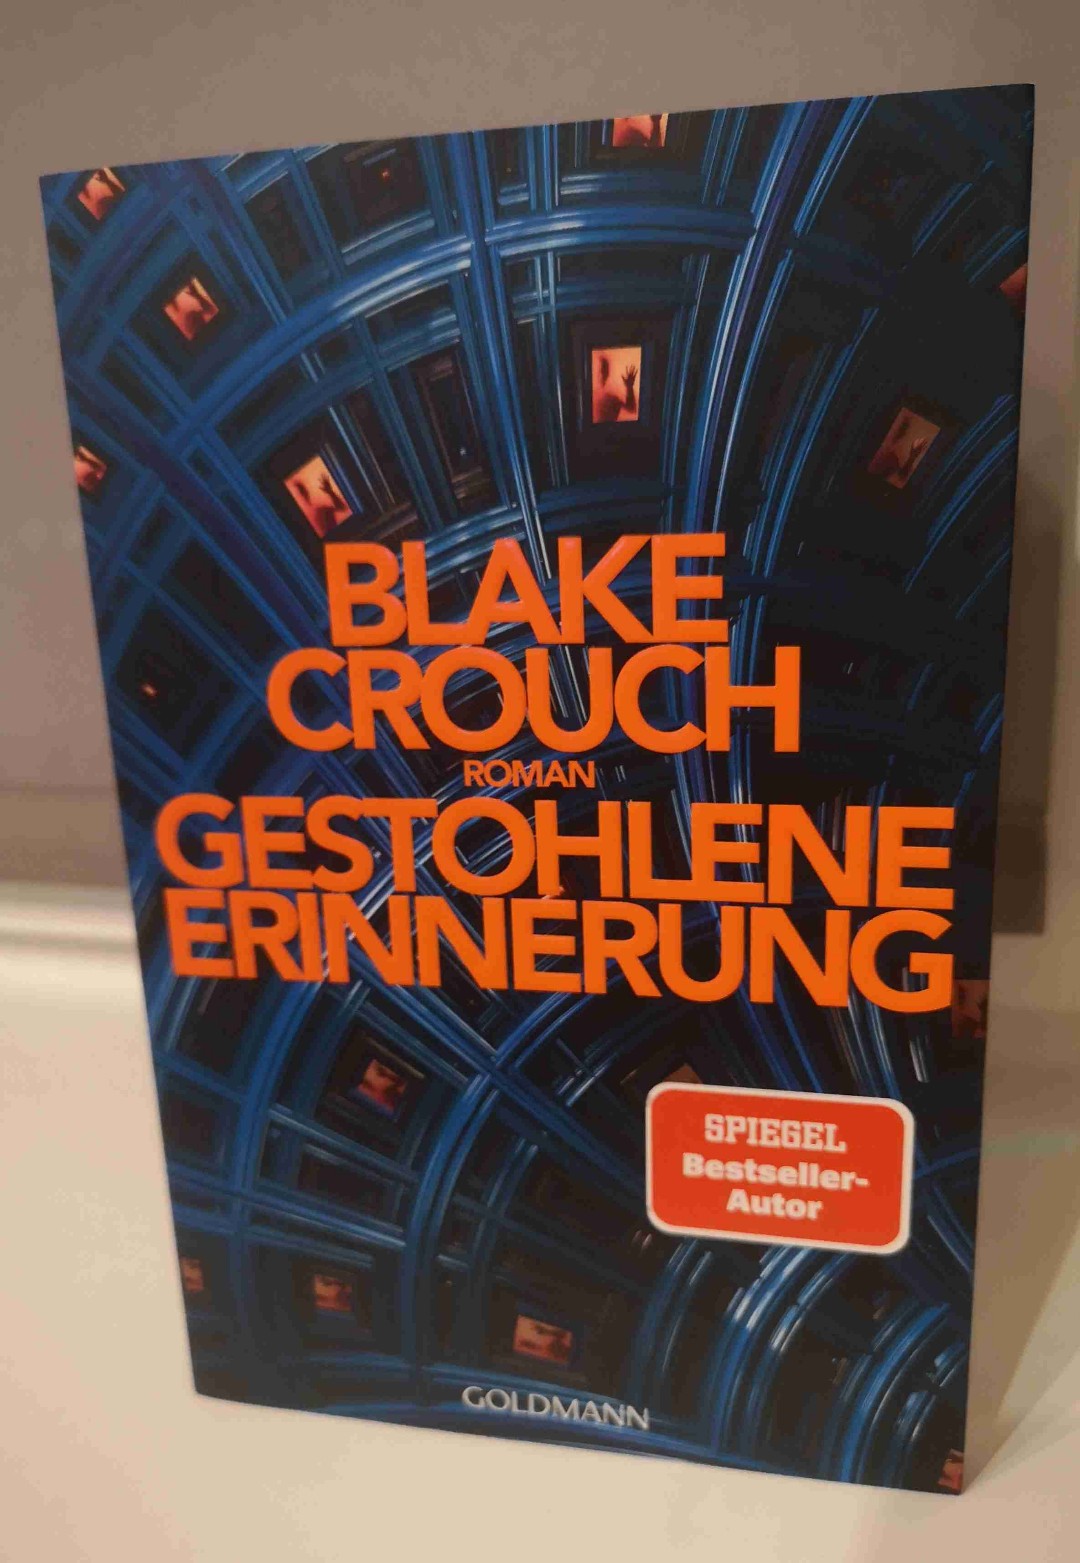 BLAKE
CROUCH
ROMAN
GESTOHLENE
ERINNERUNG
SPIEGEL
Bestseller-
Autor
GOLDMANN